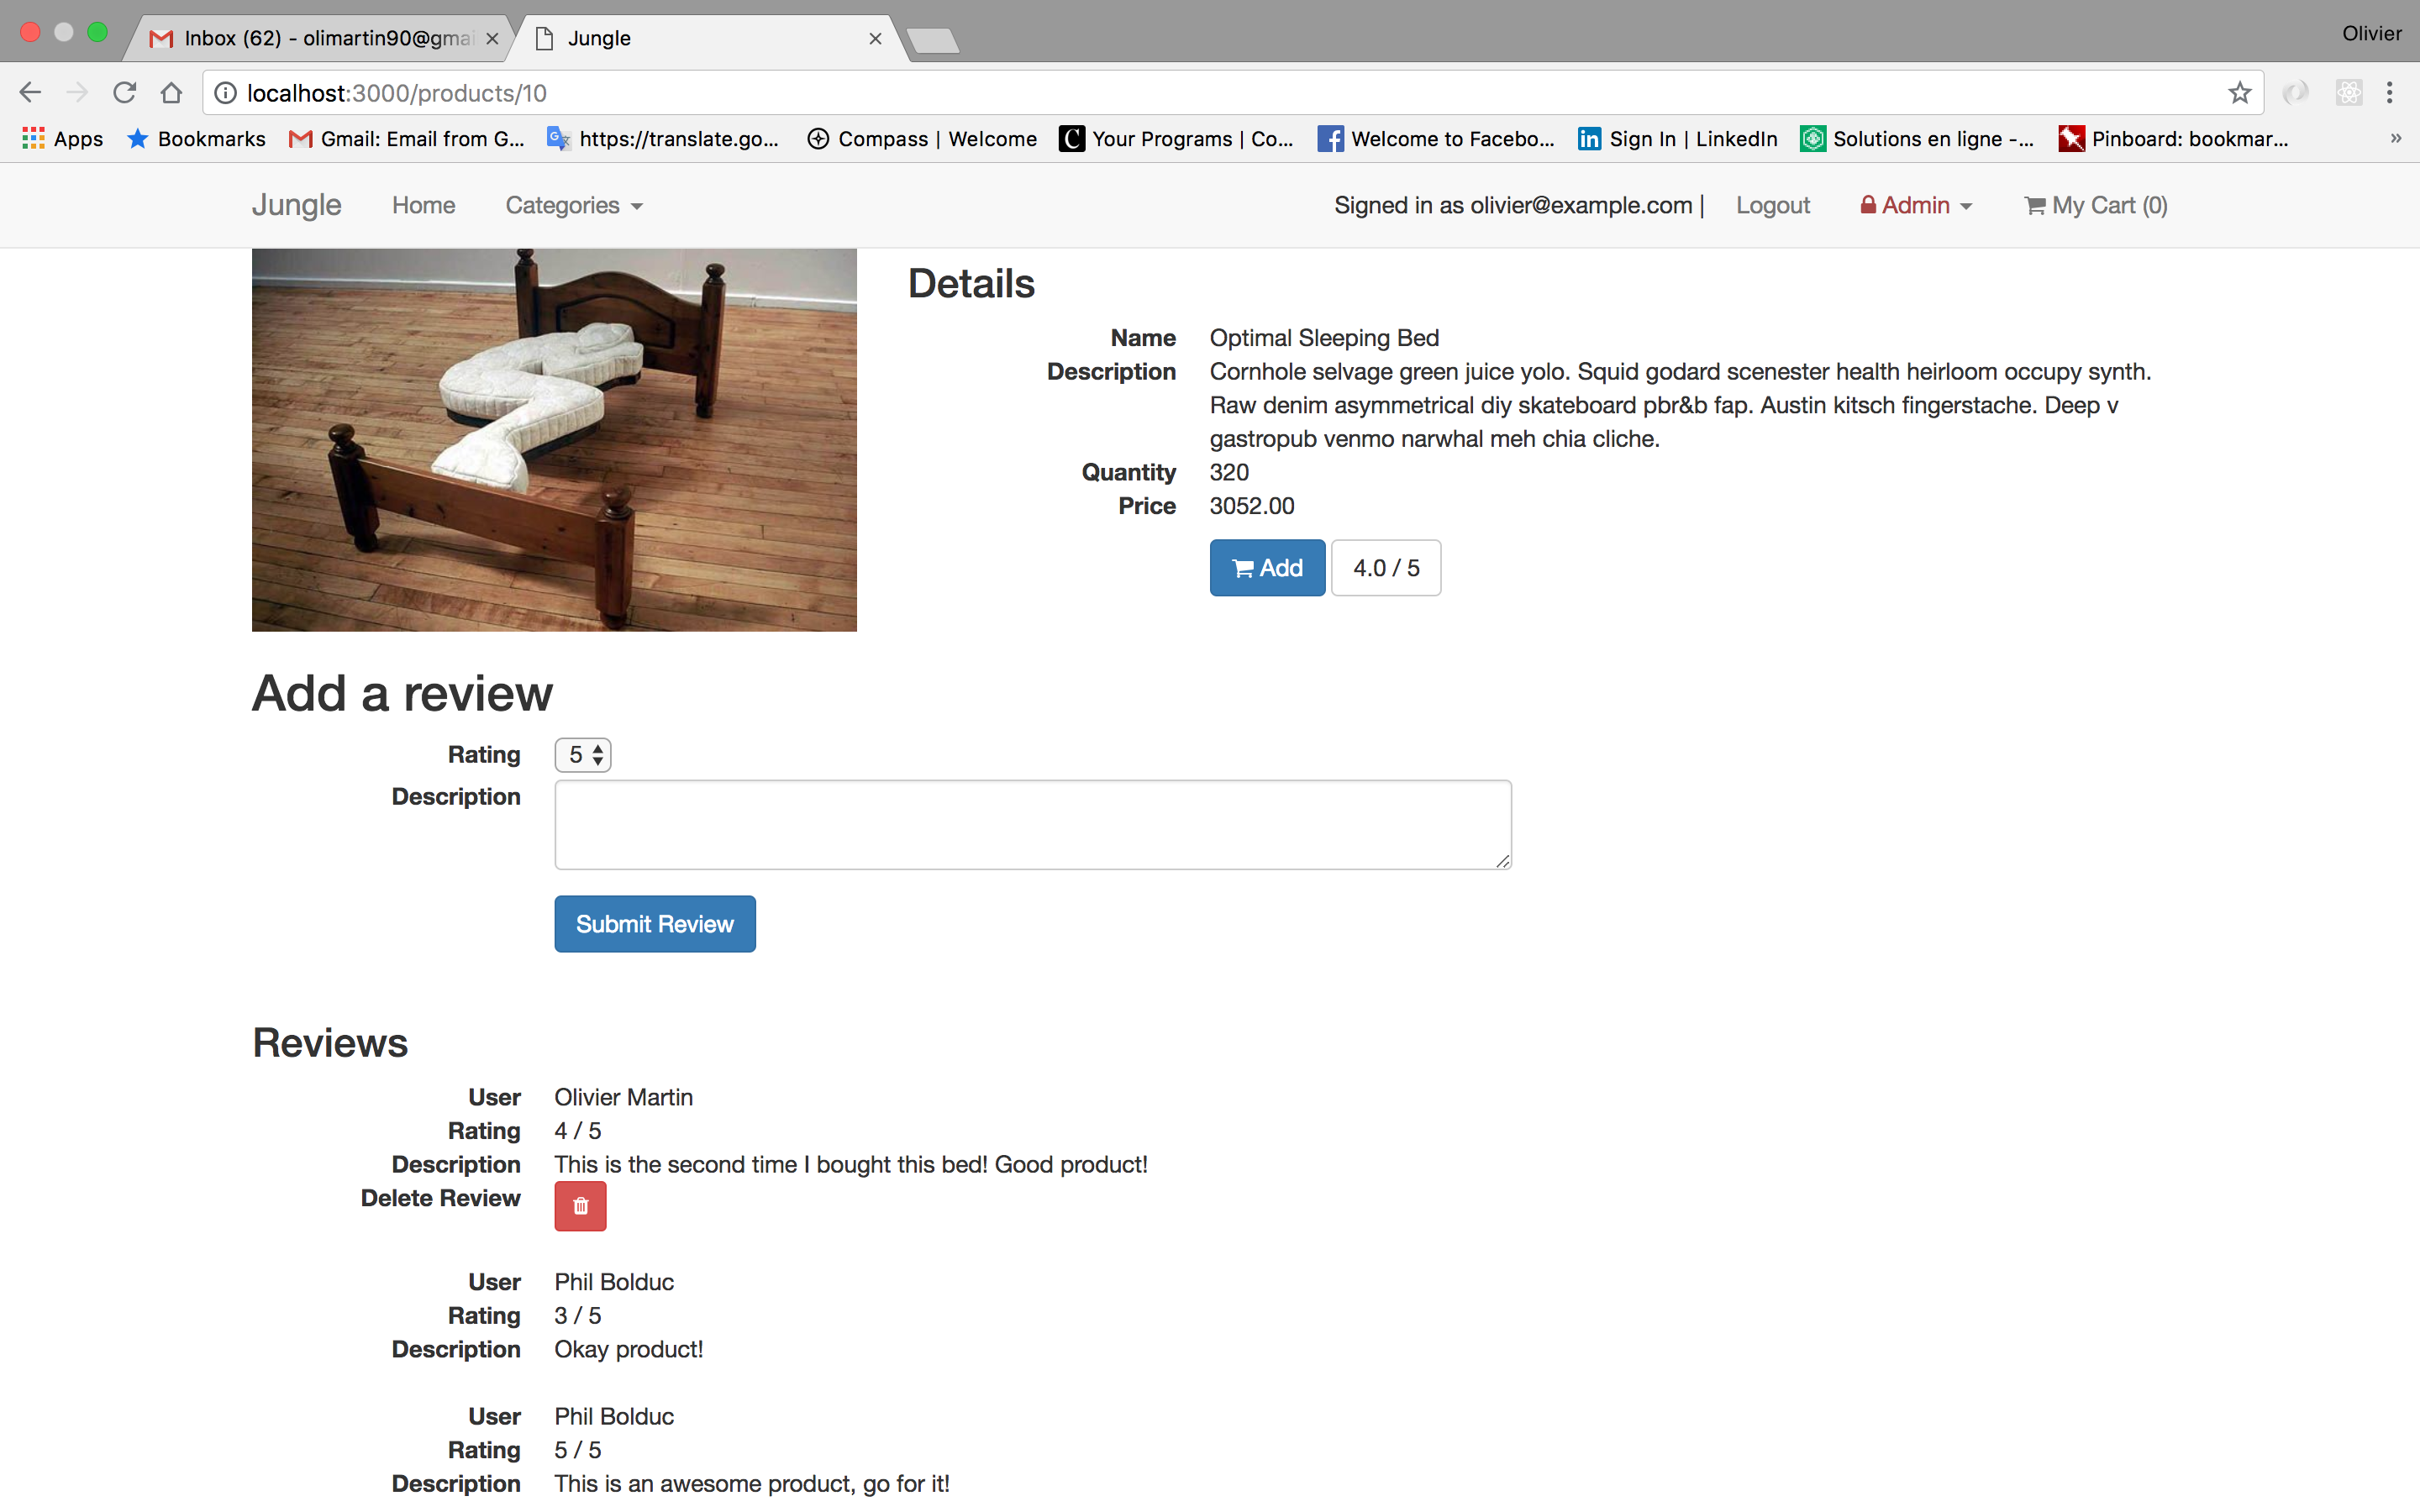 Inbox (62) - olimartin90@gmai
Jungle
Olivier
localhost:3000/products/10
Apps Bookmarks Gmail: Email from G... https://translate.go... Compass | Welcome Your Programs | Co... Welcome to Facebo... Sign In | LinkedIn Solutions en ligne -... Pinboard: bookmar... »
Jungle Home Categories Signed in as olivier@example.com | Logout Admin My Cart (0)
Details
Name Optimal Sleeping Bed
Description Cornhole selvage green juice yolo. Squid godard scenester health heirloom occupy synth.
Raw denim asymmetrical diy skateboard pbr&b fap. Austin kitsch fingerstache. Deep v
gastropub venmo narwhal meh chia cliche.
Quantity 320
Price 3052.00
Add 4.0 / 5
Add a review
Rating 5
Description
Submit Review
Reviews
User Olivier Martin
Rating 4 / 5
Description This is the second time I bought this bed! Good product!
Delete Review
User Phil Bolduc
Rating 3 / 5
Description Okay product!
User Phil Bolduc
Rating 5 / 5
Description This is an awesome product, go for it!